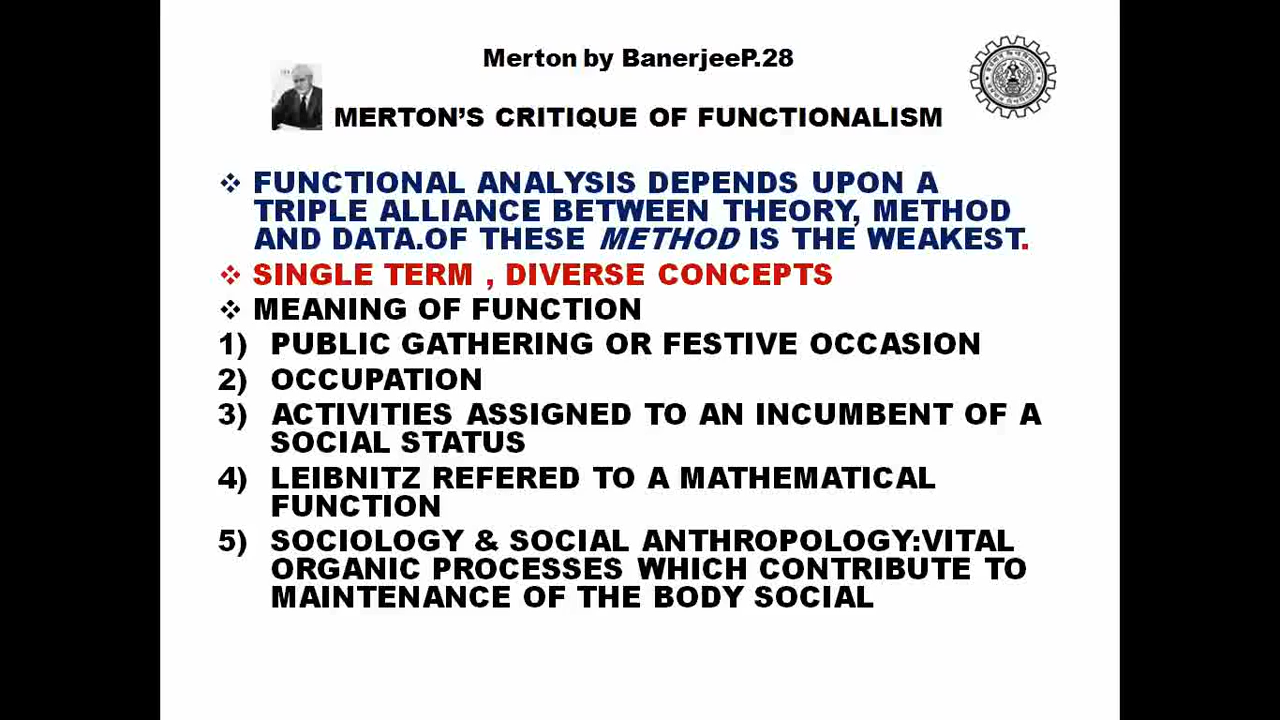 Merton by BanerjeeP.28
MERTON'S CRITIQUE OF FUNCTIONALISM
❖ FUNCTIONAL ANALYSIS DEPENDS UPON A
TRIPLE ALLIANCE BETWEEN THEORY, METHOD
AND DATA.OF THESE METHOD IS THE WEAKEST.
❖ SINGLE TERM , DIVERSE CONCEPTS
❖ MEANING OF FUNCTION
1) PUBLIC GATHERING OR FESTIVE OCCASION
2) OCCUPATION
3) ACTIVITIES ASSIGNED TO AN INCUMBENT OF A
SOCIAL STATUS
4) LEIBNITZ REFERED TO A MATHEMATICAL
FUNCTION
5) SOCIOLOGY & SOCIAL ANTHROPOLOGY:VITAL
ORGANIC PROCESSES WHICH CONTRIBUTE TO
MAINTENANCE OF THE BODY SOCIAL